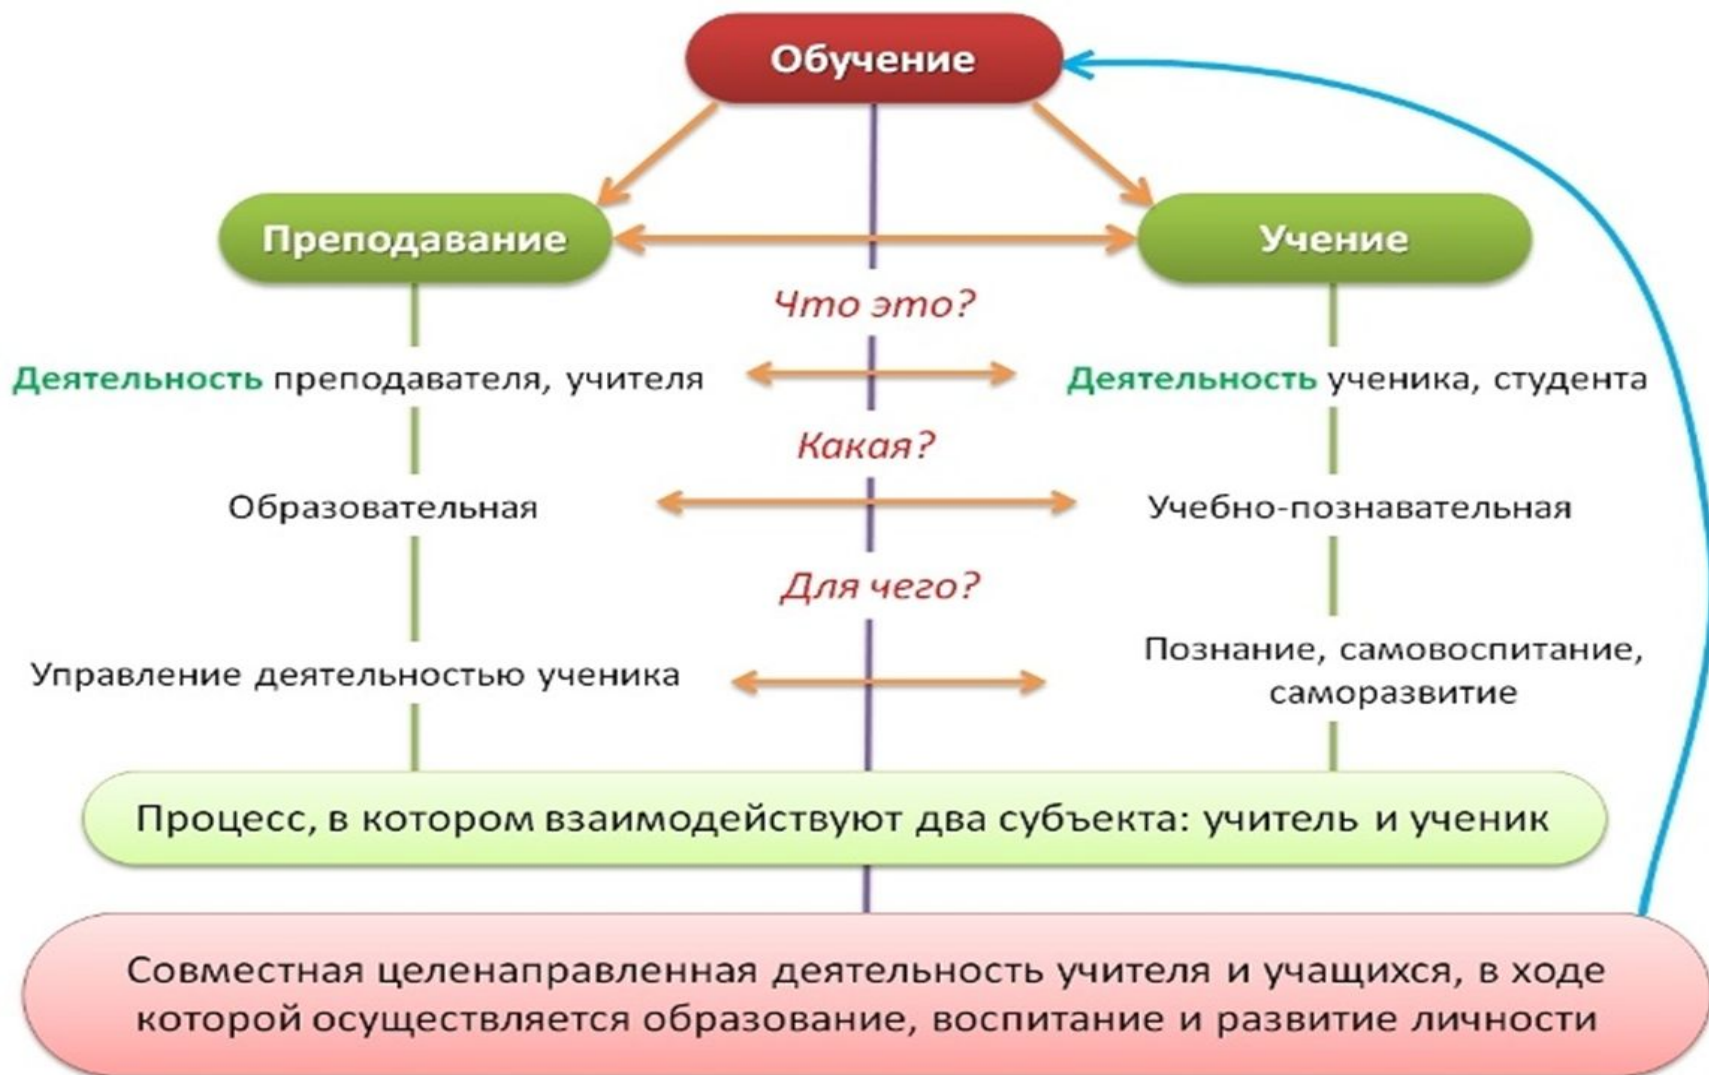 Обучение
Преподавание
Учение
Что это?
Деятельность преподавателя, учителя
Деятельность ученика, студента
Какая?
Образовательная
Учебно-познавательная
Для чего?
Управление деятельностью ученика
Познание, самовоспитание,
саморазвитие
Процесс, в котором взаимодействуют два субъекта: учитель и ученик
Совместная целенаправленная деятельность учителя и учащихся, в ходе
которой осуществляется образование, воспитание и развитие личности